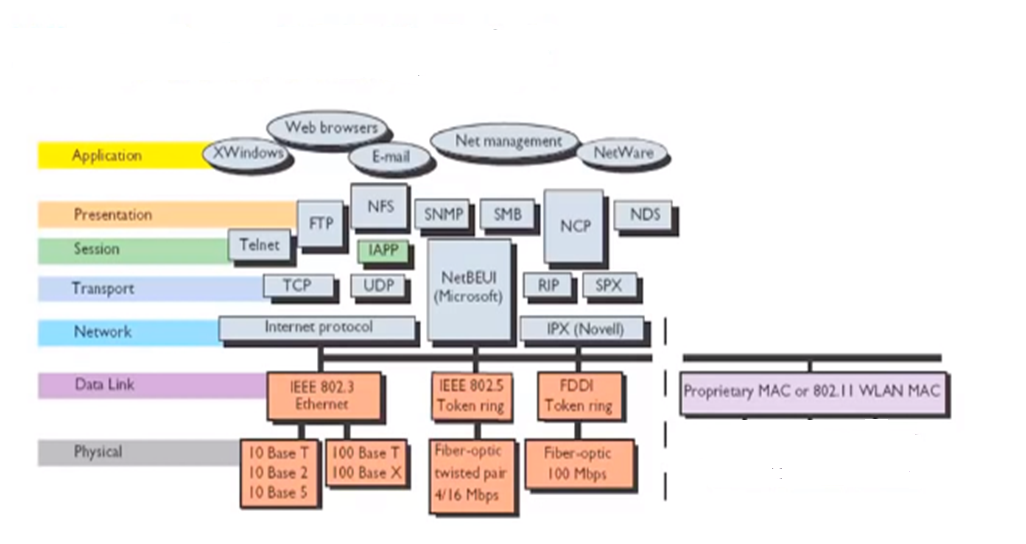 Web browsers
Application
XWindows
E-mail
Net management
NetWare
Presentation
FTP
NFS
SNMP
SMB
NCP
NDS
Session
Telnet
IAPP
NetBEUI
(Microsoft)
Transport
TCP
UDP
RIP
SPX
Network
Internet protocol
IPX (Novell)
Data Link
IEEE 802.3
Ethernet
IEEE 802.5
Token ring
FDDI
Token ring
Proprietary MAC or 802.11 WLAN MAC
Physical
10 Base T
10 Base 2
10 Base 5
100 Base T
100 Base X
Fiber-optic
twisted pair
4/16 Mbps
Fiber-optic
100 Mbps